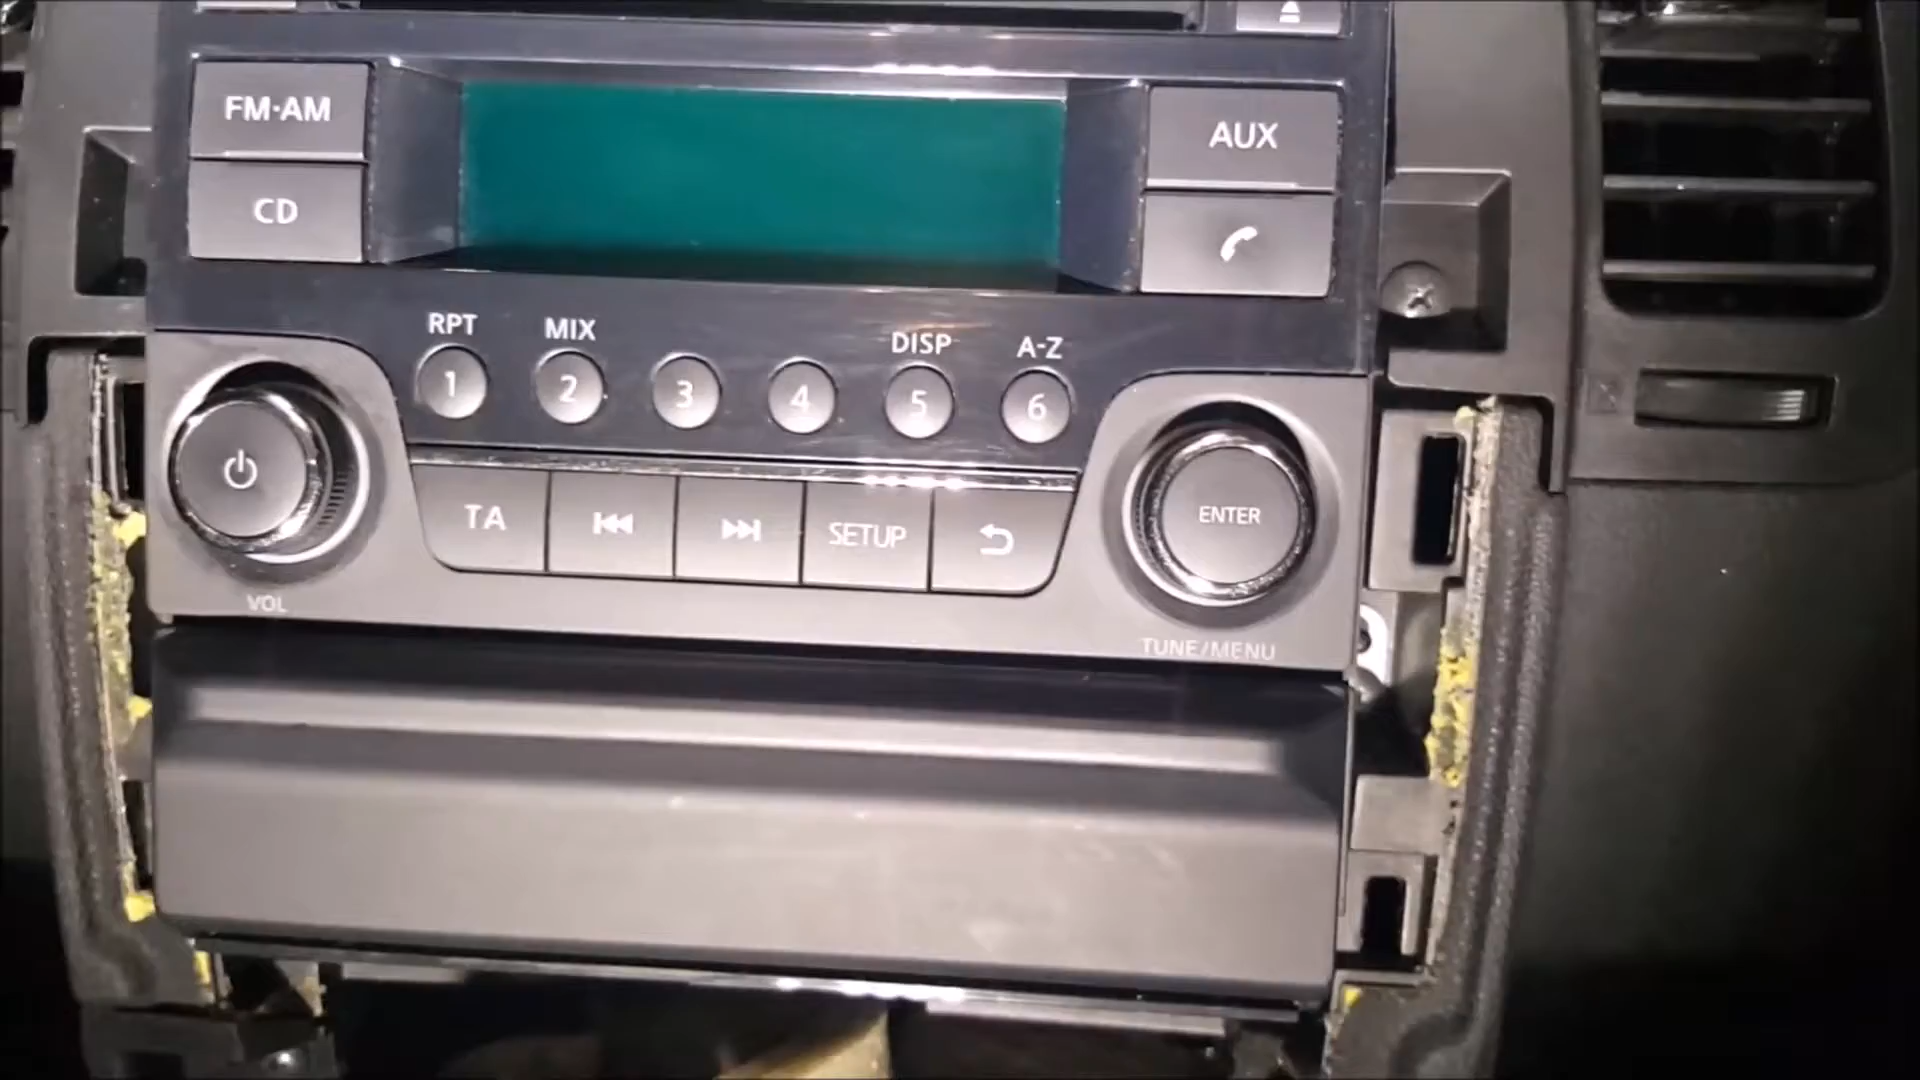 FM·AM
AUX
CD
RPT
MIX
DISP
A-Z
1
2
3
4
5
6
TA
SETUP
ENTER
VOL
TUNE/MENU